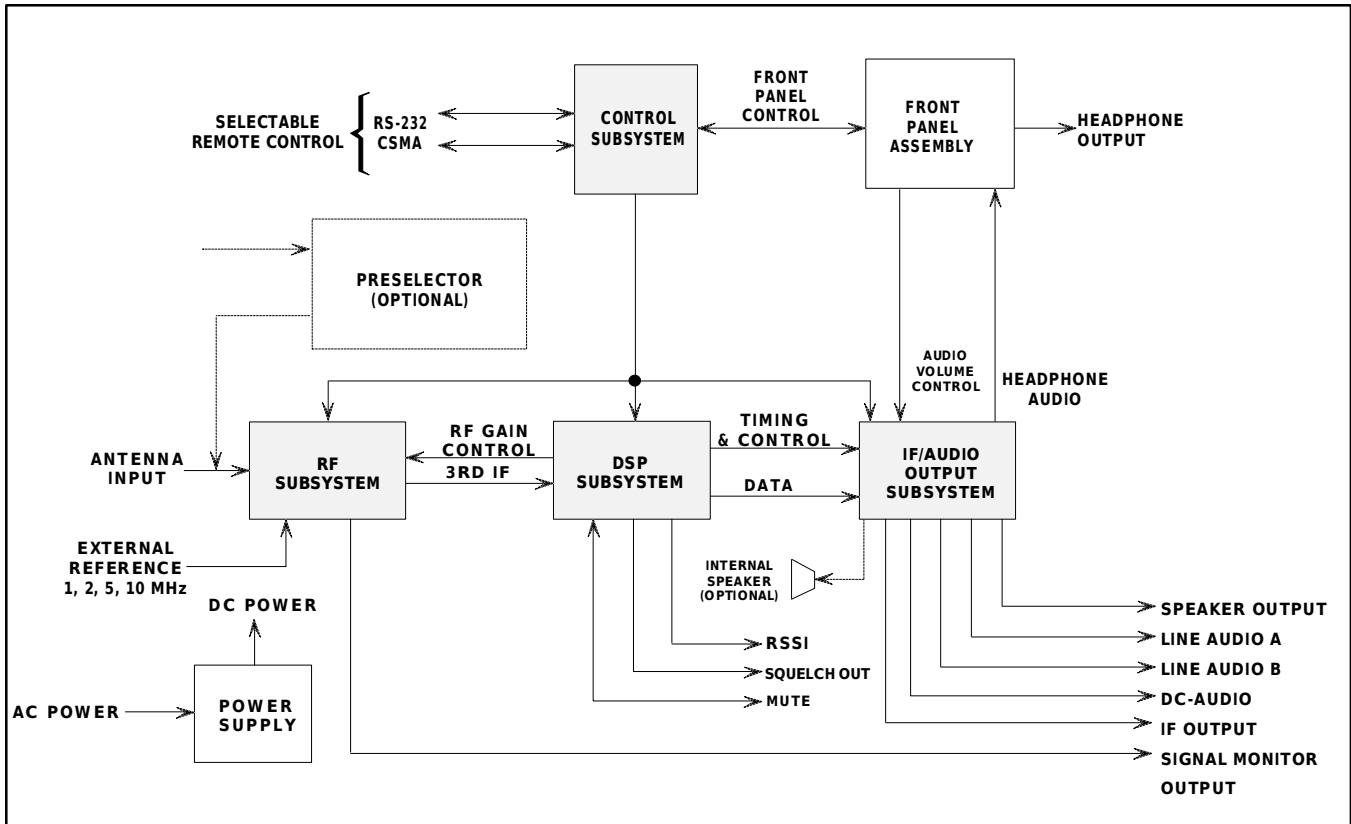 SELECTABLE
REMOTE CONTROL
RS-232
CSMA
CONTROL
SUBSYSTEM
FRONT
PANEL
CONTROL
FRONT
PANEL
ASSEMBLY
HEADPHONE
OUTPUT
PRESELECTOR
(OPTIONAL)
AUDIO
VOLUME
CONTROL
HEADPHONE
AUDIO
ANTENNA
INPUT
RF
SUBSYSTEM
RF GAIN
CONTROL
3RD IF
DSP
SUBSYSTEM
TIMING
& CONTROL
DATA
IF/AUDIO
OUTPUT
SUBSYSTEM
EXTERNAL
REFERENCE
1, 2, 5, 10 MHz
INTERNAL
SPEAKER
(OPTIONAL)
DC POWER
AC POWER
POWER
SUPPLY
RSSI
SQUELCH OUT
MUTE
SPEAKER OUTPUT
LINE AUDIO A
LINE AUDIO B
DC-AUDIO
IF OUTPUT
SIGNAL MONITOR
OUTPUT